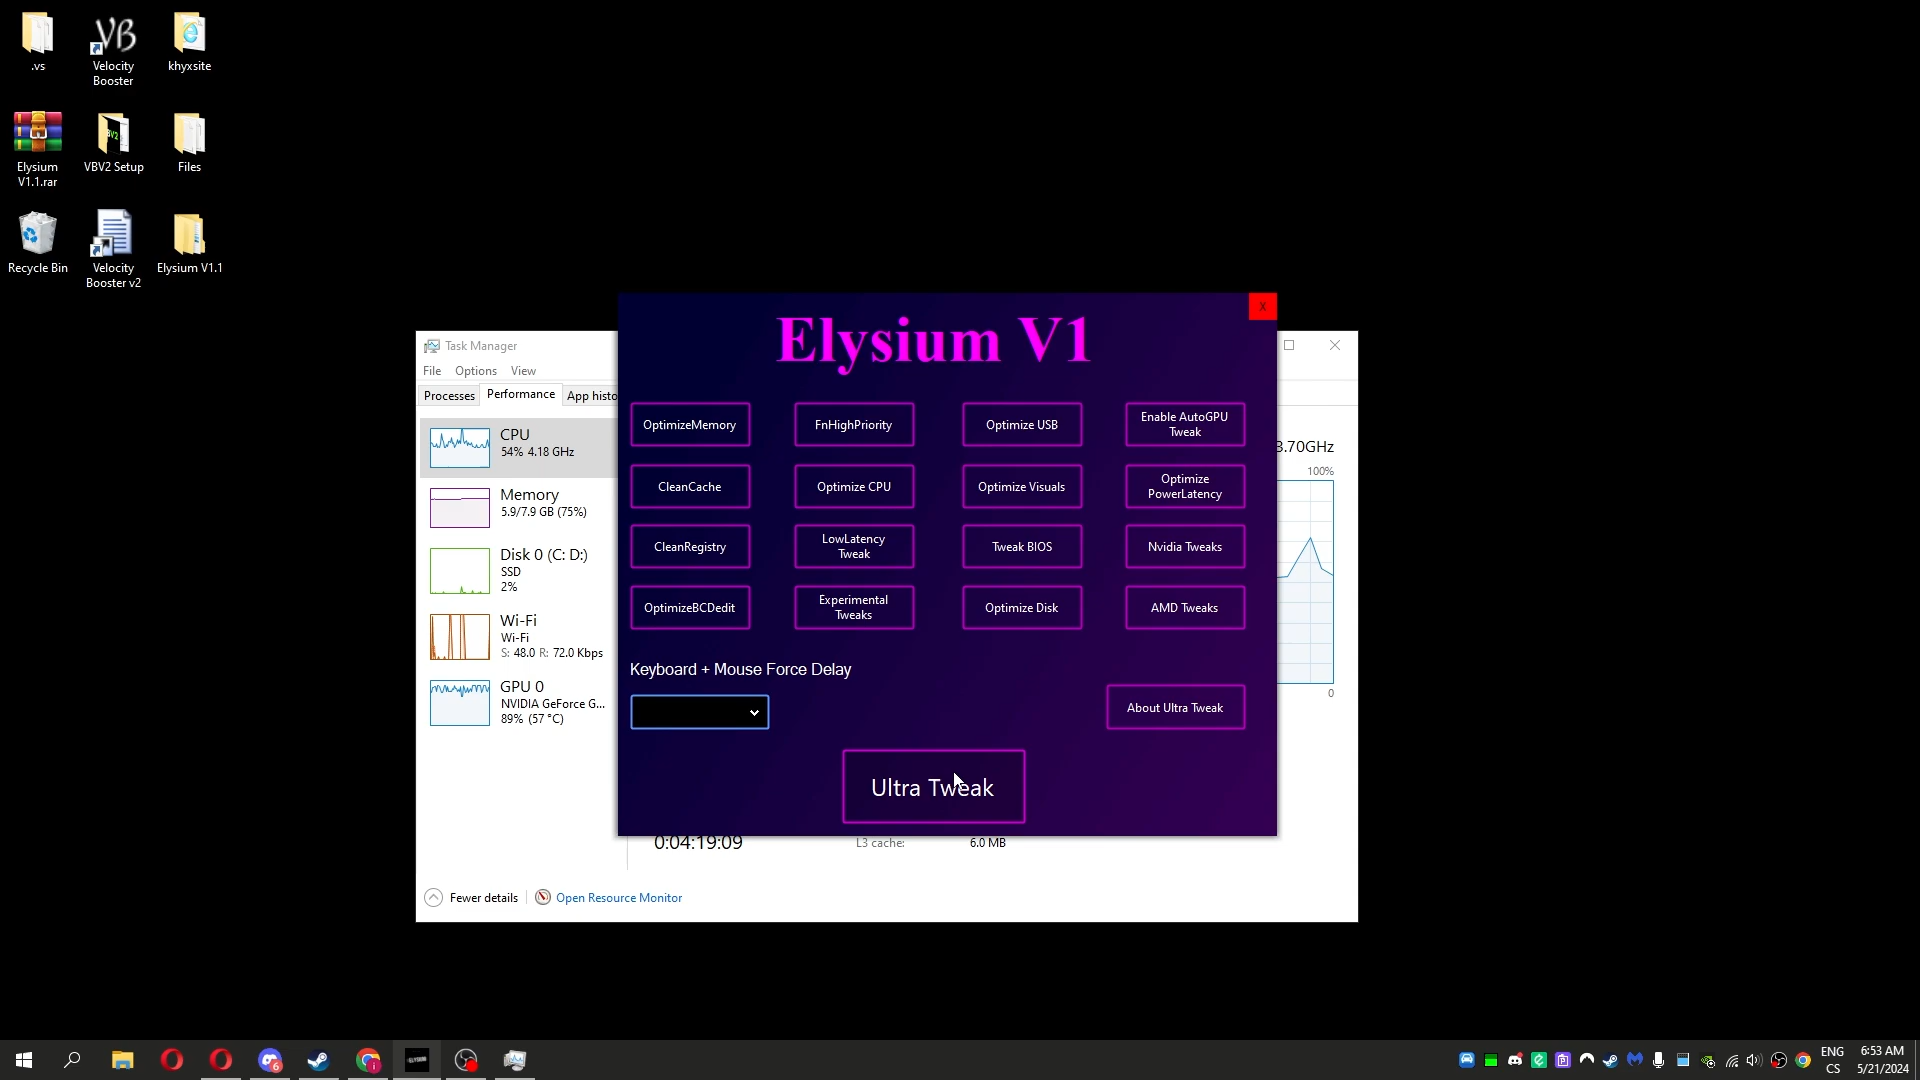 .vs
Velocity
Booster
khyxsite
Elysium
V1.1.rar
VBV2 Setup
Files
Recycle Bin
Velocity
Booster v2
Elysium V1.1
Task Manager
File
Options
View
Processes
Performance
App histo
CPU
54% 4.18 GHz
Memory
5.9/7.9 GB (75%)
Disk 0 (C: D:)
SSD
2%
Wi-Fi
Wi-Fi
S: 48.0 R: 72.0 Kbps
GPU 0
NVIDIA GeForce G...
89% (57 °C)
3.70GHz
100%
0
0:04:19:09
L3 cache:
6.0 MB
Fewer details
Open Resource Monitor
X
Elysium V1
OptimizeMemory
FnHighPriority
Optimize USB
Enable AutoGPU
Tweak
CleanCache
Optimize CPU
Optimize Visuals
Optimize
PowerLatency
CleanRegistry
LowLatency
Tweak
Tweak BIOS
Nvidia Tweaks
OptimizeBCDedit
Experimental
Tweaks
Optimize Disk
AMD Tweaks
Keyboard + Mouse Force Delay
About Ultra Tweak
Ultra Tweak
ENG
CS
6:53 AM
5/21/2024